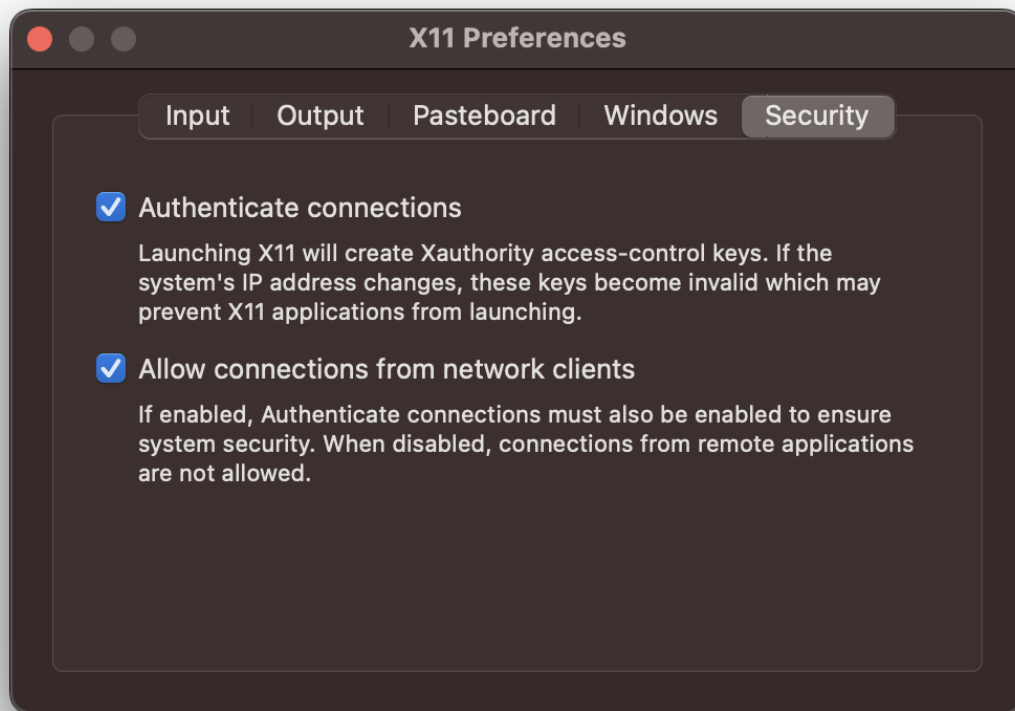 X11 Preferences
Input Output Pasteboard Windows Security
Authenticate connections
Launching X11 will create Xauthority access-control keys. If the
system's IP address changes, these keys become invalid which may
prevent X11 applications from launching.
Allow connections from network clients
If enabled, Authenticate connections must also be enabled to ensure
system security. When disabled, connections from remote applications
are not allowed.